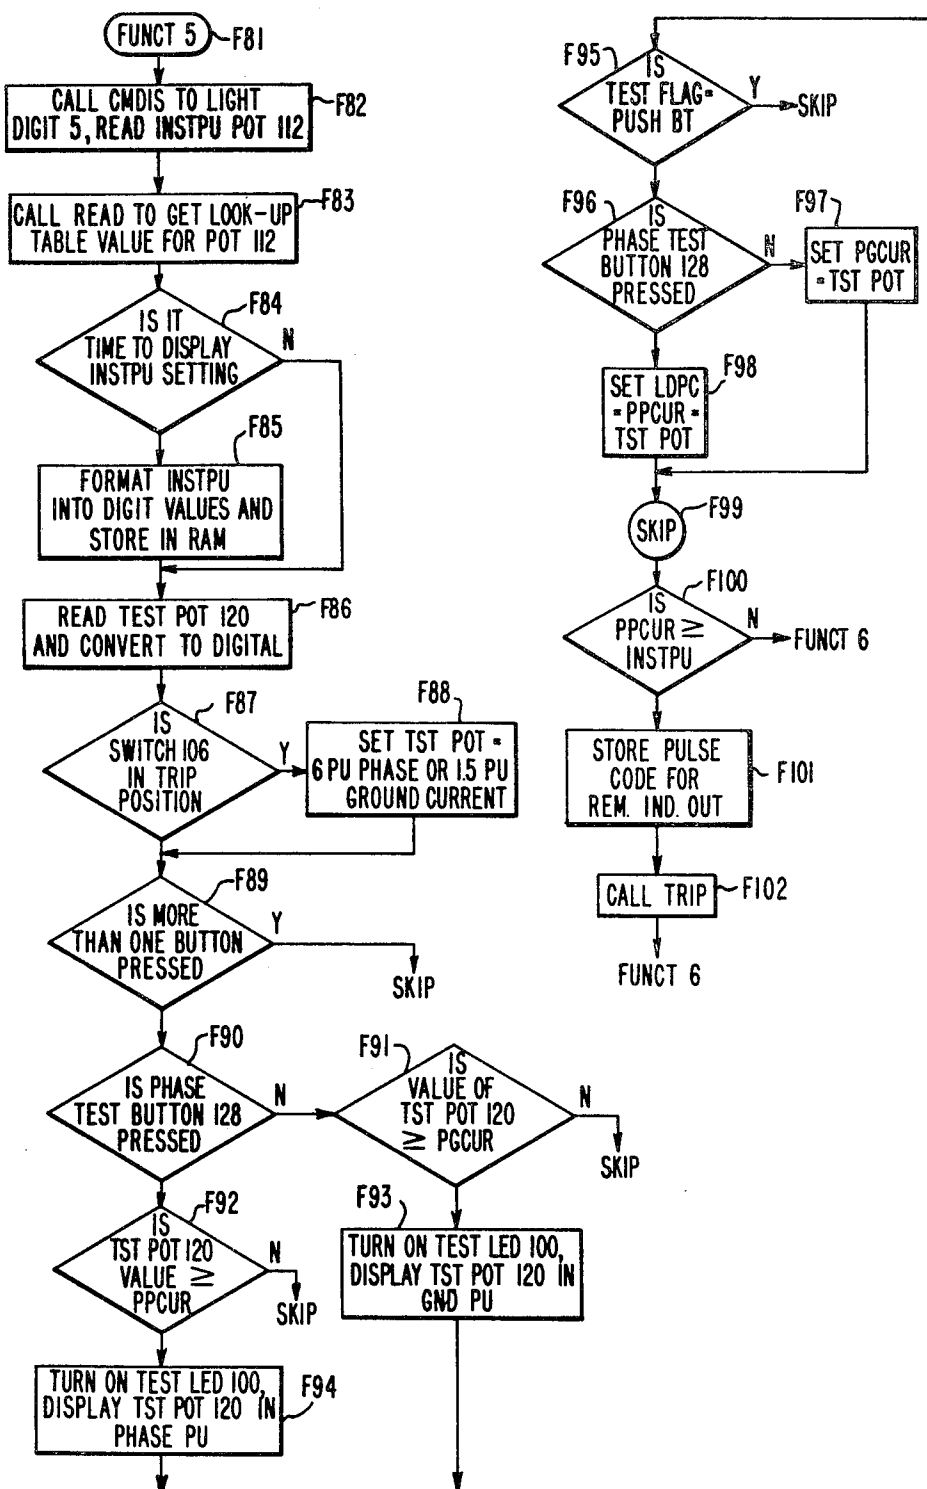 FUNCT 5
F81
CALL CMDIS TO LIGHT
DIGIT 5, READ INSTPU POT 112
F82
CALL READ TO GET LOOK-UP
TABLE VALUE FOR POT 112
F83
IS IT
TIME TO DISPLAY
INSTPU SETTING
F84
N
F85
FORMAT INSTPU
INTO DIGIT VALUES AND
STORE IN RAM
READ TEST POT 120
AND CONVERT TO DIGITAL
F86
F87
IS
SWITCH 106
IN TRIP
POSITION
Y
F88
SET TST POT =
6 PU PHASE OR 1.5 PU
GROUND CURRENT
F89
IS MORE
THAN ONE BUTTON
PRESSED
Y
SKIP
F90
IS PHASE
TEST BUTTON 128
PRESSED
N
F91
IS
VALUE OF
TST POT 120
≥ PGCUR
N
SKIP
F92
IS
TST POT 120
VALUE ≥
PPCUR
N
SKIP
F93
TURN ON TEST LED 100,
DISPLAY TST POT 120 IN
GND PU
TURN ON TEST LED 100,
DISPLAY TST POT 120 IN
PHASE PU
F94
F95
IS
TEST FLAG=
PUSH BT
Y
SKIP
F96
IS
PHASE TEST
BUTTON 128
PRESSED
N
F97
SET PGCUR
=TST POT
SET LDPC
=PPCUR=
TST POT
F98
SKIP
F99
F100
IS
PPCUR ≥
INSTPU
N
FUNCT 6
STORE PULSE
CODE FOR
REM. IND. OUT
F101
CALL TRIP
F102
FUNCT 6